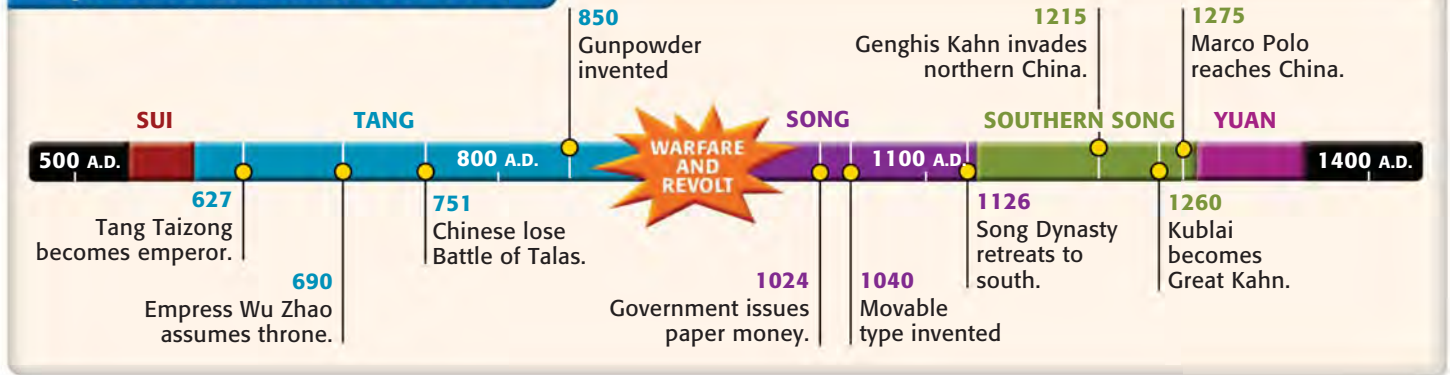 850
Gunpowder
invented
1215
Genghis Kahn invades
northern China.
1275
Marco Polo
reaches China.
SUI
TANG
SONG
SOUTHERN SONG
YUAN
500 A.D.
800 A.D.
WARFARE
AND
REVOLT
1100 A.D.
1400 A.D.
627
Tang Taizong
becomes emperor.
690
Empress Wu Zhao
assumes throne.
751
Chinese lose
Battle of Talas.
1024
Government issues
paper money.
1040
Movable
type invented
1126
Song Dynasty
retreats to
south.
1260
Kublai
becomes
Great Kahn.